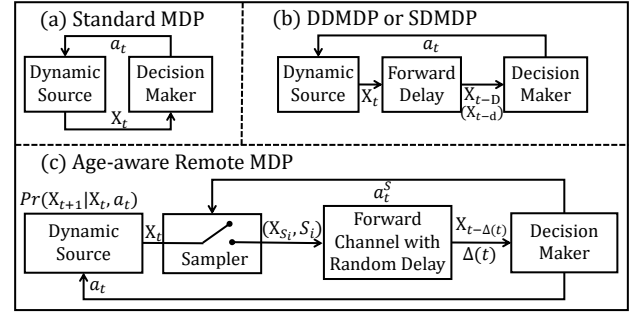 (a) Standard MDP
a_t
Dynamic Source
Decision Maker
X_t
(b) DDMDP or SDMDP
a_t
Dynamic Source
X_t
Forward Delay
X_{t−D}
(X_{t−d})
Decision Maker
(c) Age-aware Remote MDP
a_t^S
Pr(X_{t+1}|X_t, a_t)
Dynamic Source
X_t
Sampler
(X_{S_i}, S_i)
Forward Channel with Random Delay
X_{t−Δ(t)}
Δ(t)
Decision Maker
a_t